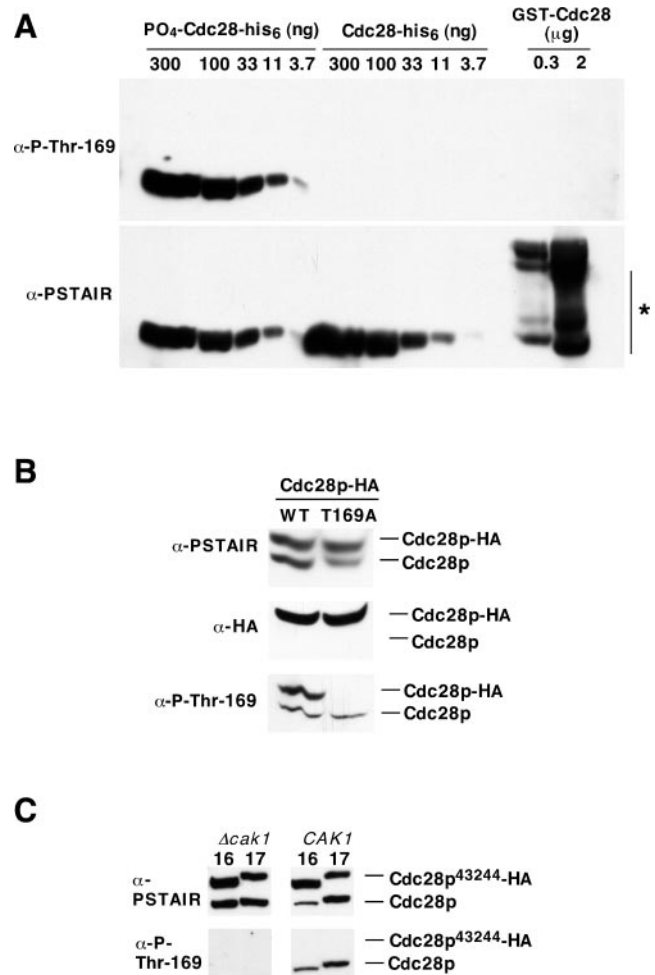 A
PO4-Cdc28-his6 (ng) Cdc28-his6 (ng) GST-Cdc28 (μg)
300 100 33 11 3.7 300 100 33 11 3.7 0.3 2
α-P-Thr-169
α-PSTAIR
*
B
Cdc28p-HA
WT T169A
α-PSTAIR
Cdc28p-HA
Cdc28p
α-HA
Cdc28p-HA
Cdc28p
α-P-Thr-169
Cdc28p-HA
Cdc28p
C
Δcak1 CAK1
16 17 16 17
α-PSTAIR
Cdc28p43244-HA
Cdc28p
α-P-Thr-169
Cdc28p43244-HA
Cdc28p